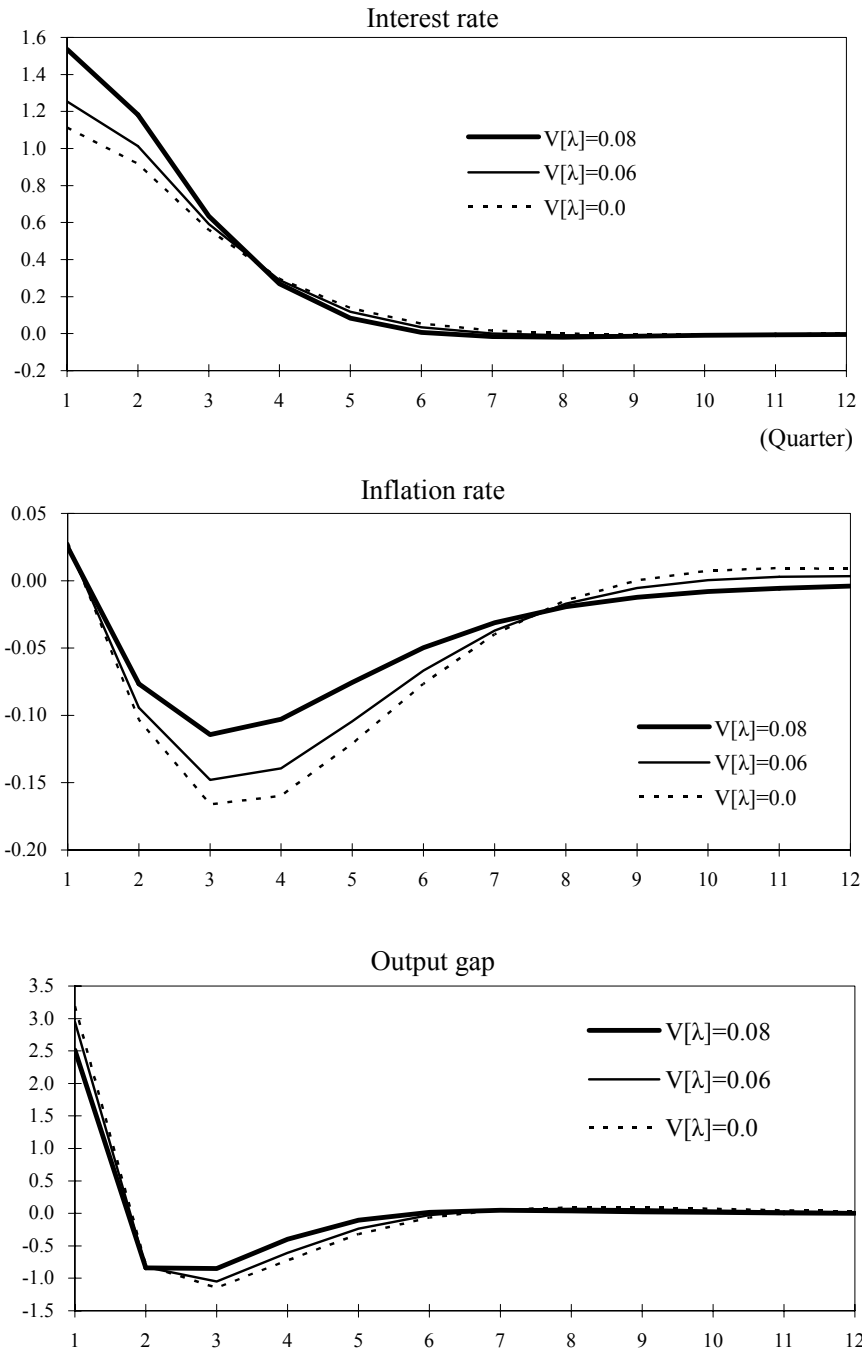 Interest rate
1.6
1.4
1.2
1.0
0.8
0.6
0.4
0.2
0.0
-0.2
V[λ]=0.08
V[λ]=0.06
V[λ]=0.0
1 2 3 4 5 6 7 8 9 10 11 12
(Quarter)
Inflation rate
0.05
0.00
-0.05
-0.10
-0.15
-0.20
V[λ]=0.08
V[λ]=0.06
V[λ]=0.0
1 2 3 4 5 6 7 8 9 10 11 12
Output gap
3.5
3.0
2.5
2.0
1.5
1.0
0.5
0.0
-0.5
-1.0
-1.5
V[λ]=0.08
V[λ]=0.06
V[λ]=0.0
1 2 3 4 5 6 7 8 9 10 11 12